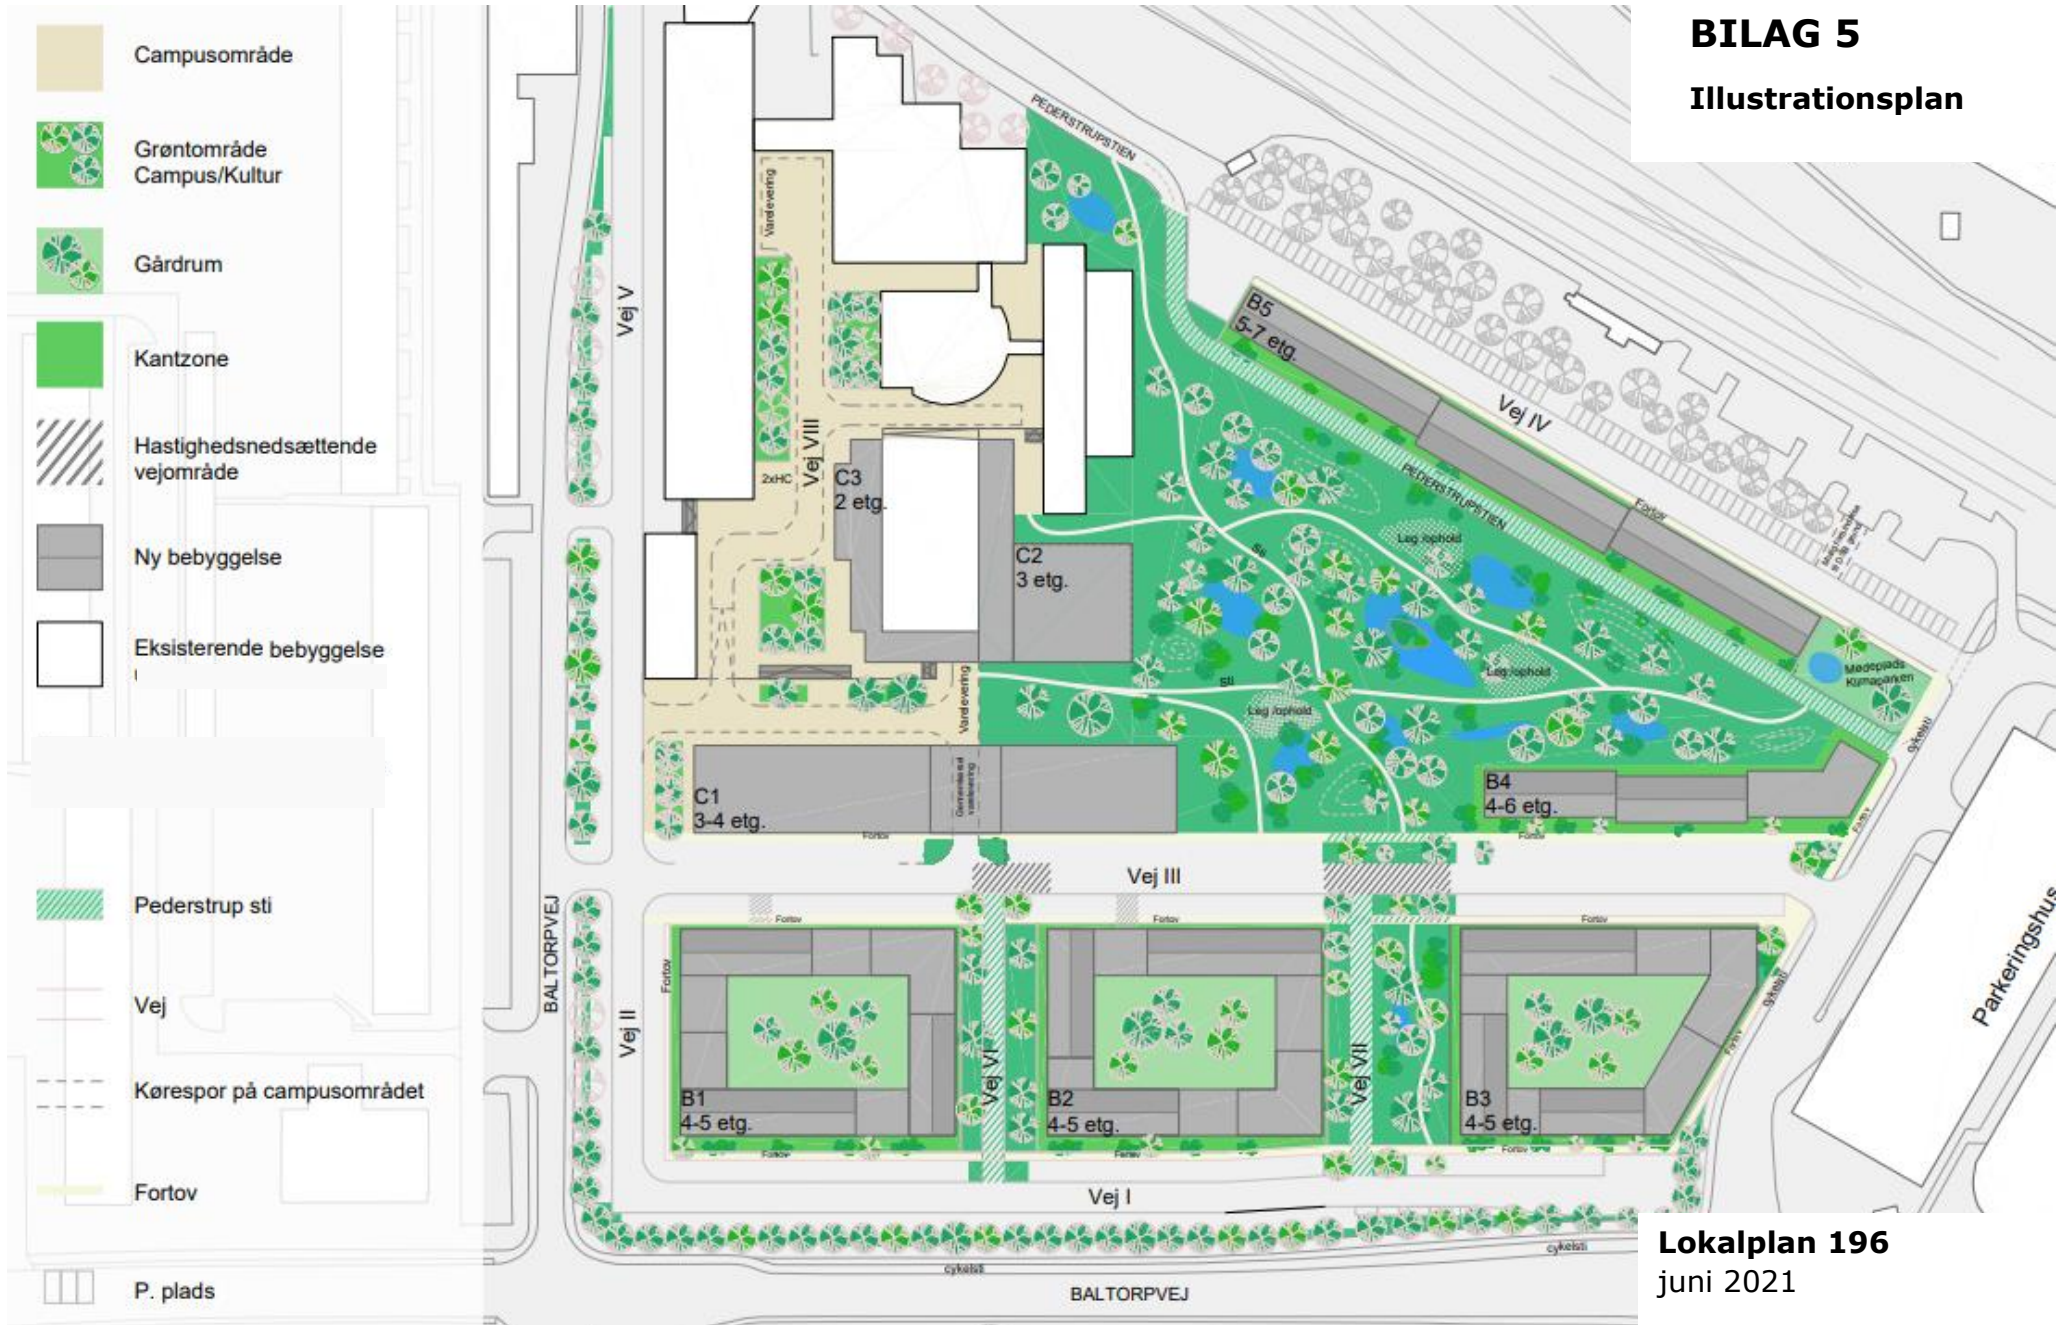 BILAG 5
Illustrationsplan
Campusområde
Grøntområde
Campus/Kultur
Gårdrum
Kantzone
Hastighedsnedsættende
vejområde
Ny bebyggelse
Eksisterende bebyggelse
Pederstrup sti
Vej
Kørespor på campusområdet
Fortov
P. plads
PEDERSTRUPSTIEN
Varelevering
Vej V
B5
5-7 etg.
Vej IV
Vej VIII
2xHC
C3
2 etg.
PEDERSTRUPSTIEN
Fortov
Leg /ophold
Sti
C2
3 etg.
Leg /ophold
Mødeplads
Klimaparken
sti
Varelevering
Leg /ophold
cykelsti
C1
3-4 etg.
B4
4-6 etg.
Fortov
Fortov
Fortov
Vej III
BALTORPVEJ
Fortov
Fortov
Fortov
Fortov
Parkeringshus
cykelsti
Vej II
Fortov
Vej VI
Vej VII
B1
4-5 etg.
B2
4-5 etg.
B3
4-5 etg.
Fortov
Fortov
Fortov
Vej I
cykelsti
cykelsti
BALTORPVEJ
Lokalplan 196
juni 2021